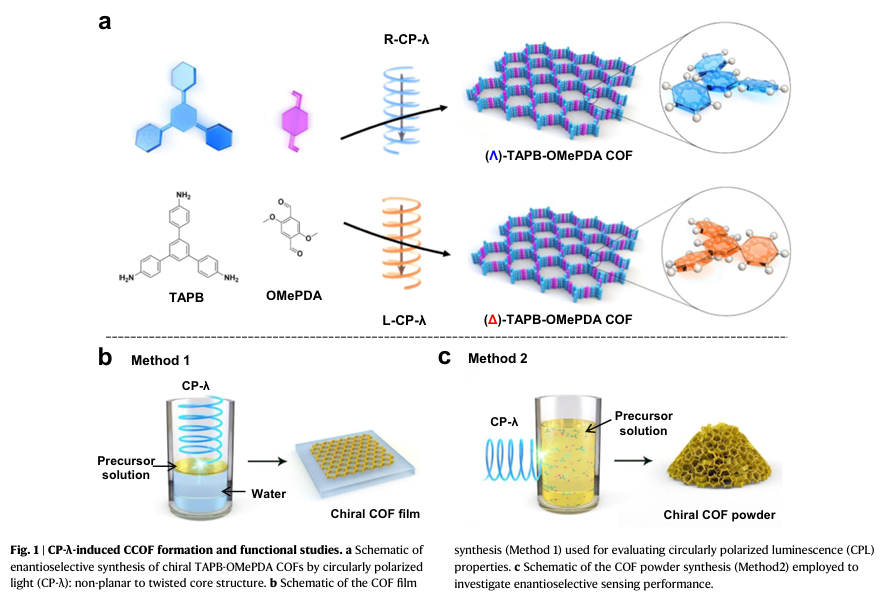 a
R-CP-λ
(Λ)-TAPB-OMePDA COF
NH₂
H₂N
NH₂
TAPB
O
O
O
O
OMePDA
L-CP-λ
(Δ)-TAPB-OMePDA COF
b Method 1
CP-λ
Precursor
solution
Water
Chiral COF film
c Method 2
CP-λ
Precursor
solution
Chiral COF powder
Fig. 1 | CP-λ-induced CCOF formation and functional studies. a Schematic of
enantioselective synthesis of chiral TAPB-OMePDA COFs by circularly polarized
light (CP-λ): non-planar to twisted core structure. b Schematic of the COF film
synthesis (Method 1) used for evaluating circularly polarized luminescence (CPL)
properties. c Schematic of the COF powder synthesis (Method2) employed to
investigate enantioselective sensing performance.